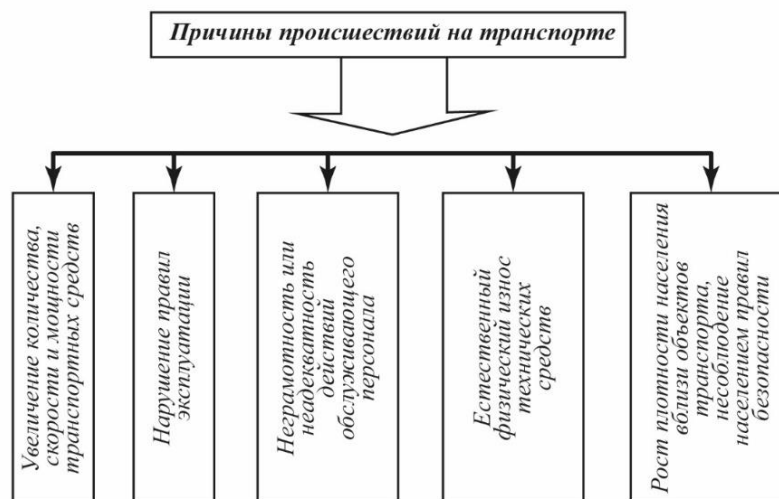 Причины происшествий на транспорте
Увеличение количества,
скорости и мощности
транспортных средств
Нарушение правил
эксплуатации
Неграмотность или
неадекватность
действий
обслуживающего
персонала
Естественный
физический износ
технических
средств
Рост плотности населения
вблизи объектов
транспорта,
несоблюдение
населением правил
безопасности